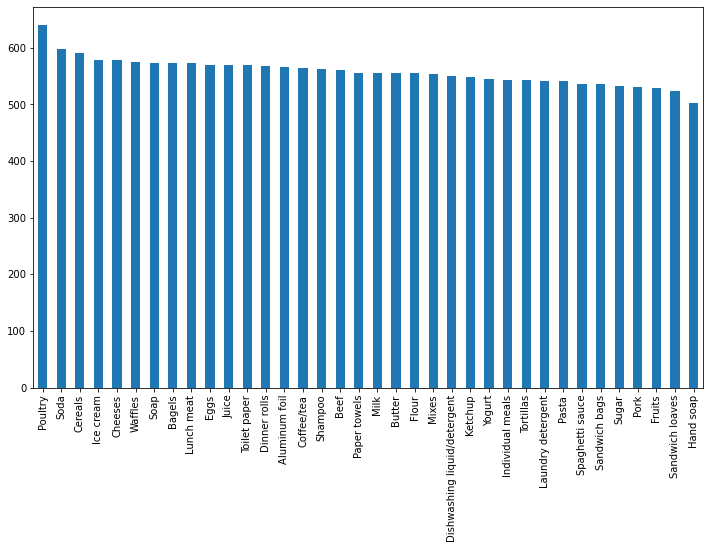 600
500
400
300
200
100
0
Poultry
Soda
Cereals
Ice cream
Cheeses
Waffles
Soap
Bagels
Lunch meat
Eggs
Juice
Toilet paper
Dinner rolls
Aluminum foil
Coffee/tea
Shampoo
Beef
Paper towels
Milk
Butter
Flour
Mixes
Dishwashing liquid/detergent
Ketchup
Yogurt
Individual meals
Tortillas
Laundry detergent
Pasta
Spaghetti sauce
Sandwich bags
Sugar
Pork
Fruits
Sandwich loaves
Hand soap